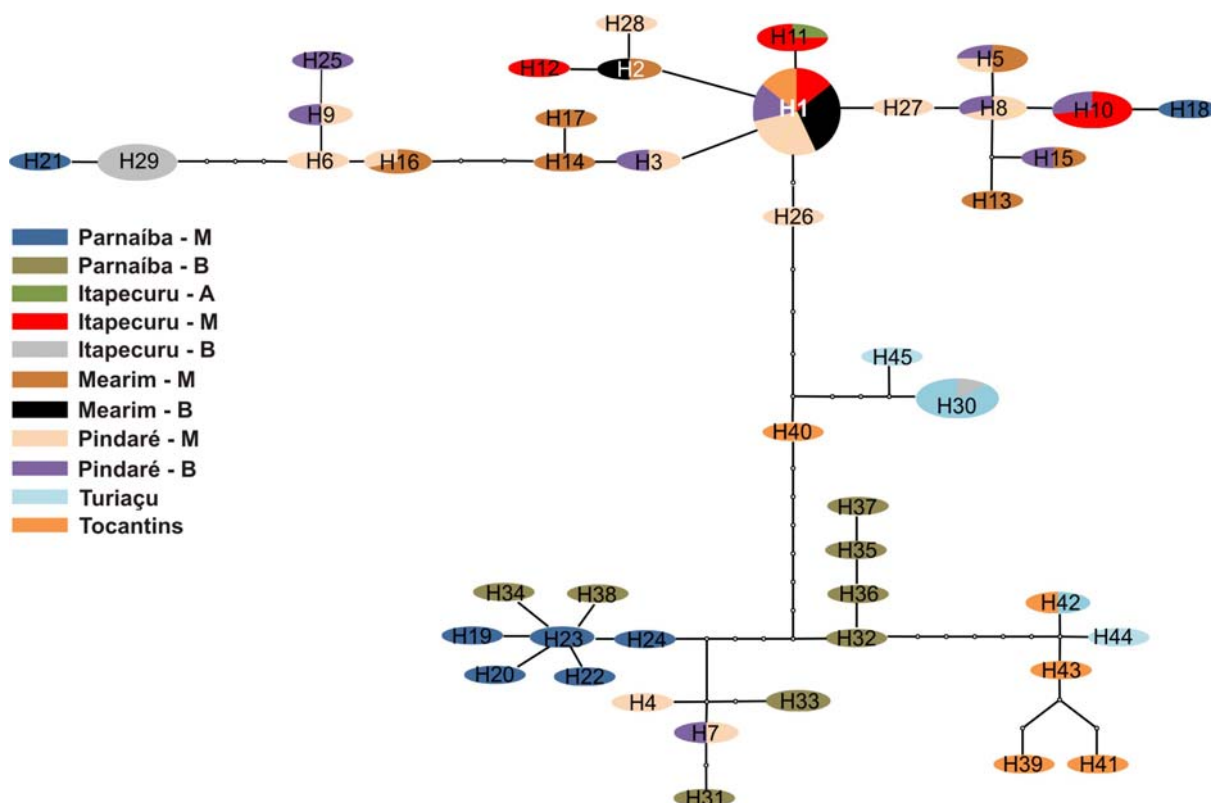 H28
H11
H25
H12
H2
H5
H9
H17
H1
H27
H8
H10
H18
H21
H29
H6
H16
H14
H3
H15
H13
H26
Parnaíba - M
Parnaíba - B
Itapecuru - A
Itapecuru - M
Itapecuru - B
Mearim - M
Mearim - B
Pindaré - M
Pindaré - B
Turiaçu
Tocantins
H45
H30
H40
H37
H35
H36
H34
H38
H42
H19
H23
H24
H32
H44
H20
H22
H43
H4
H33
H7
H39
H41
H31